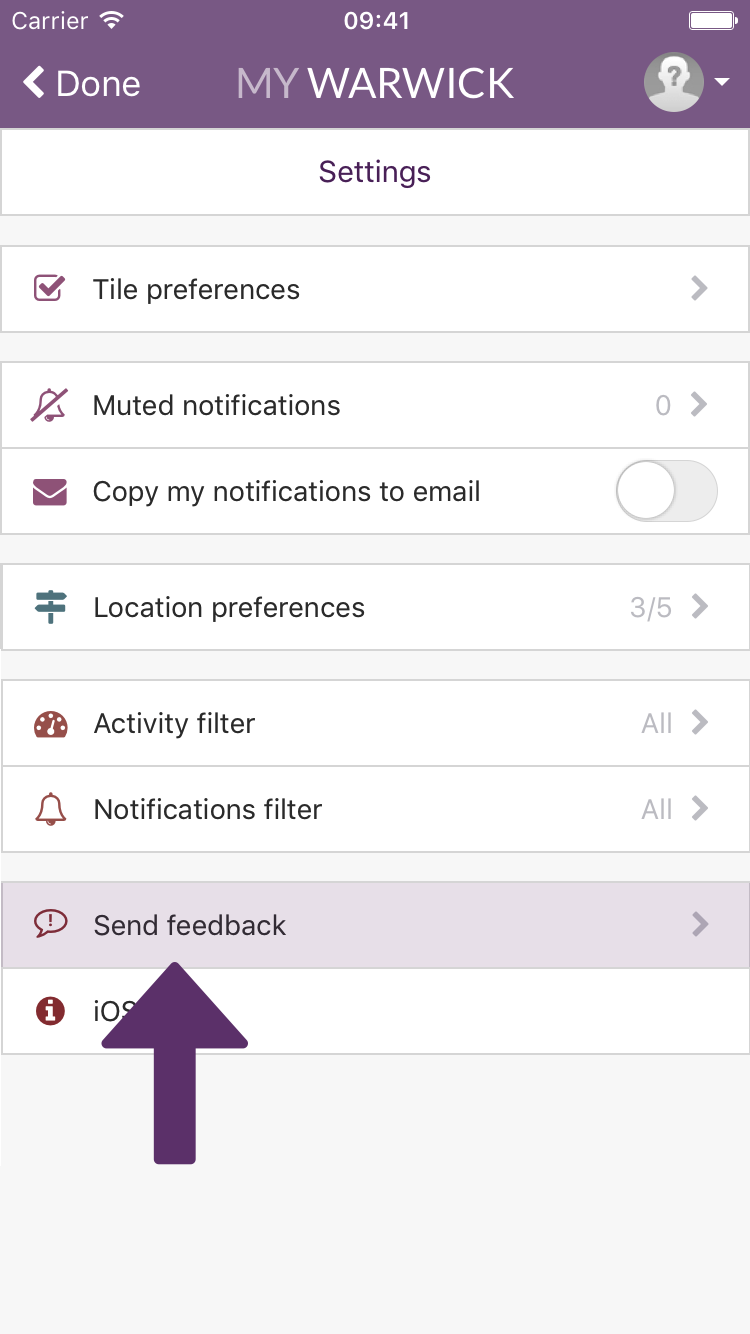 Carrier 09:41
Done MY WARWICK
Settings
Tile preferences
Muted notifications 0
Copy my notifications to email
Location preferences 3/5
Activity filter All
Notifications filter All
Send feedback
iOS